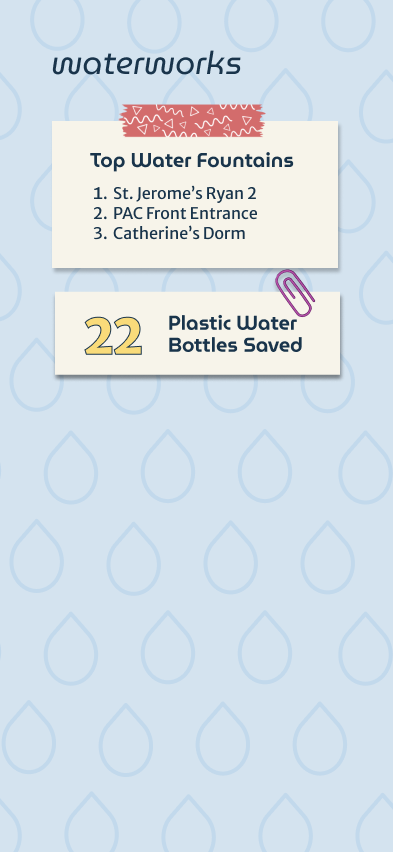 waterworks
Top Water Fountains
1. St. Jerome's Ryan 2
2. PAC Front Entrance
3. Catherine's Dorm
22
Plastic Water
Bottles Saved